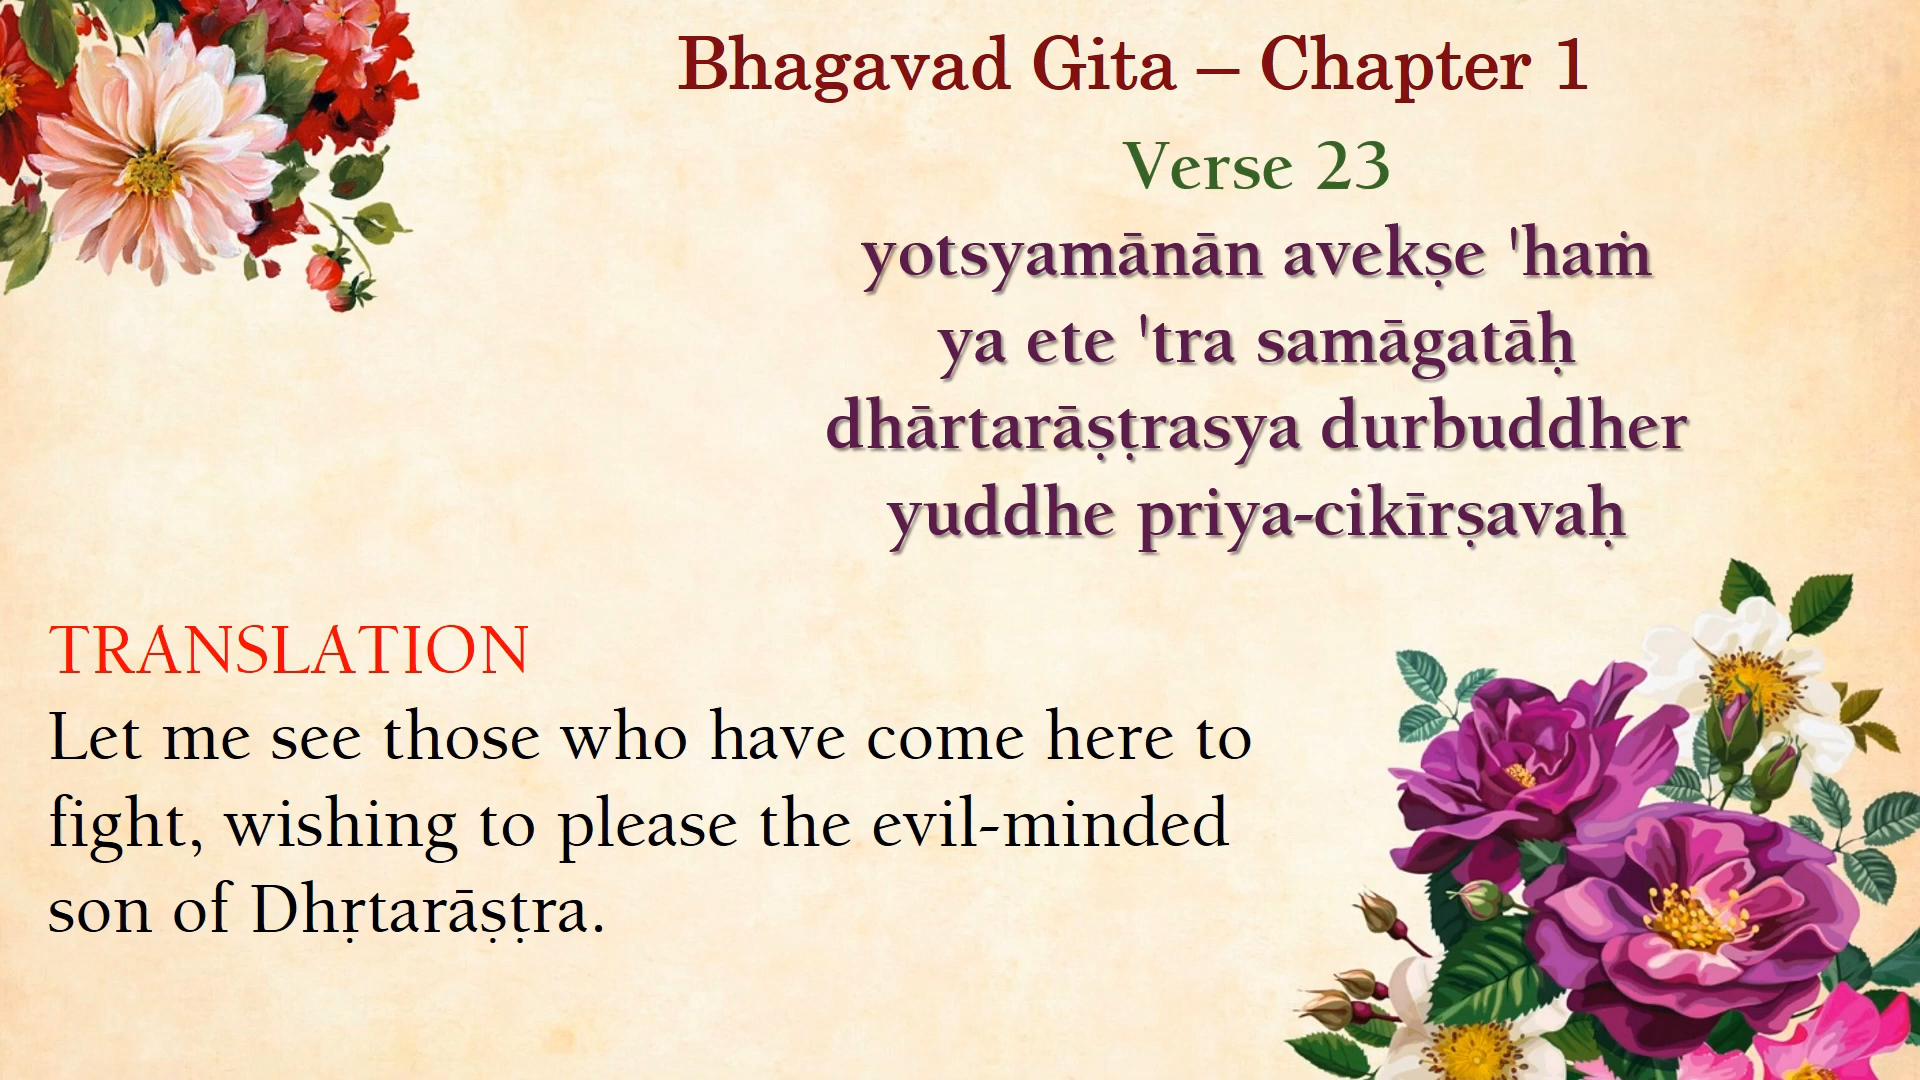 Bhagavad Gita – Chapter 1
Verse 23
yotsyamānān avekṣe 'haṁ
ya ete 'tra samāgatāḥ
dhārtarāṣṭrasya durbuddher
yuddhe priya-cikīrṣavaḥ
TRANSLATION
Let me see those who have come here to
fight, wishing to please the evil-minded
son of Dhṛtarāṣṭra.